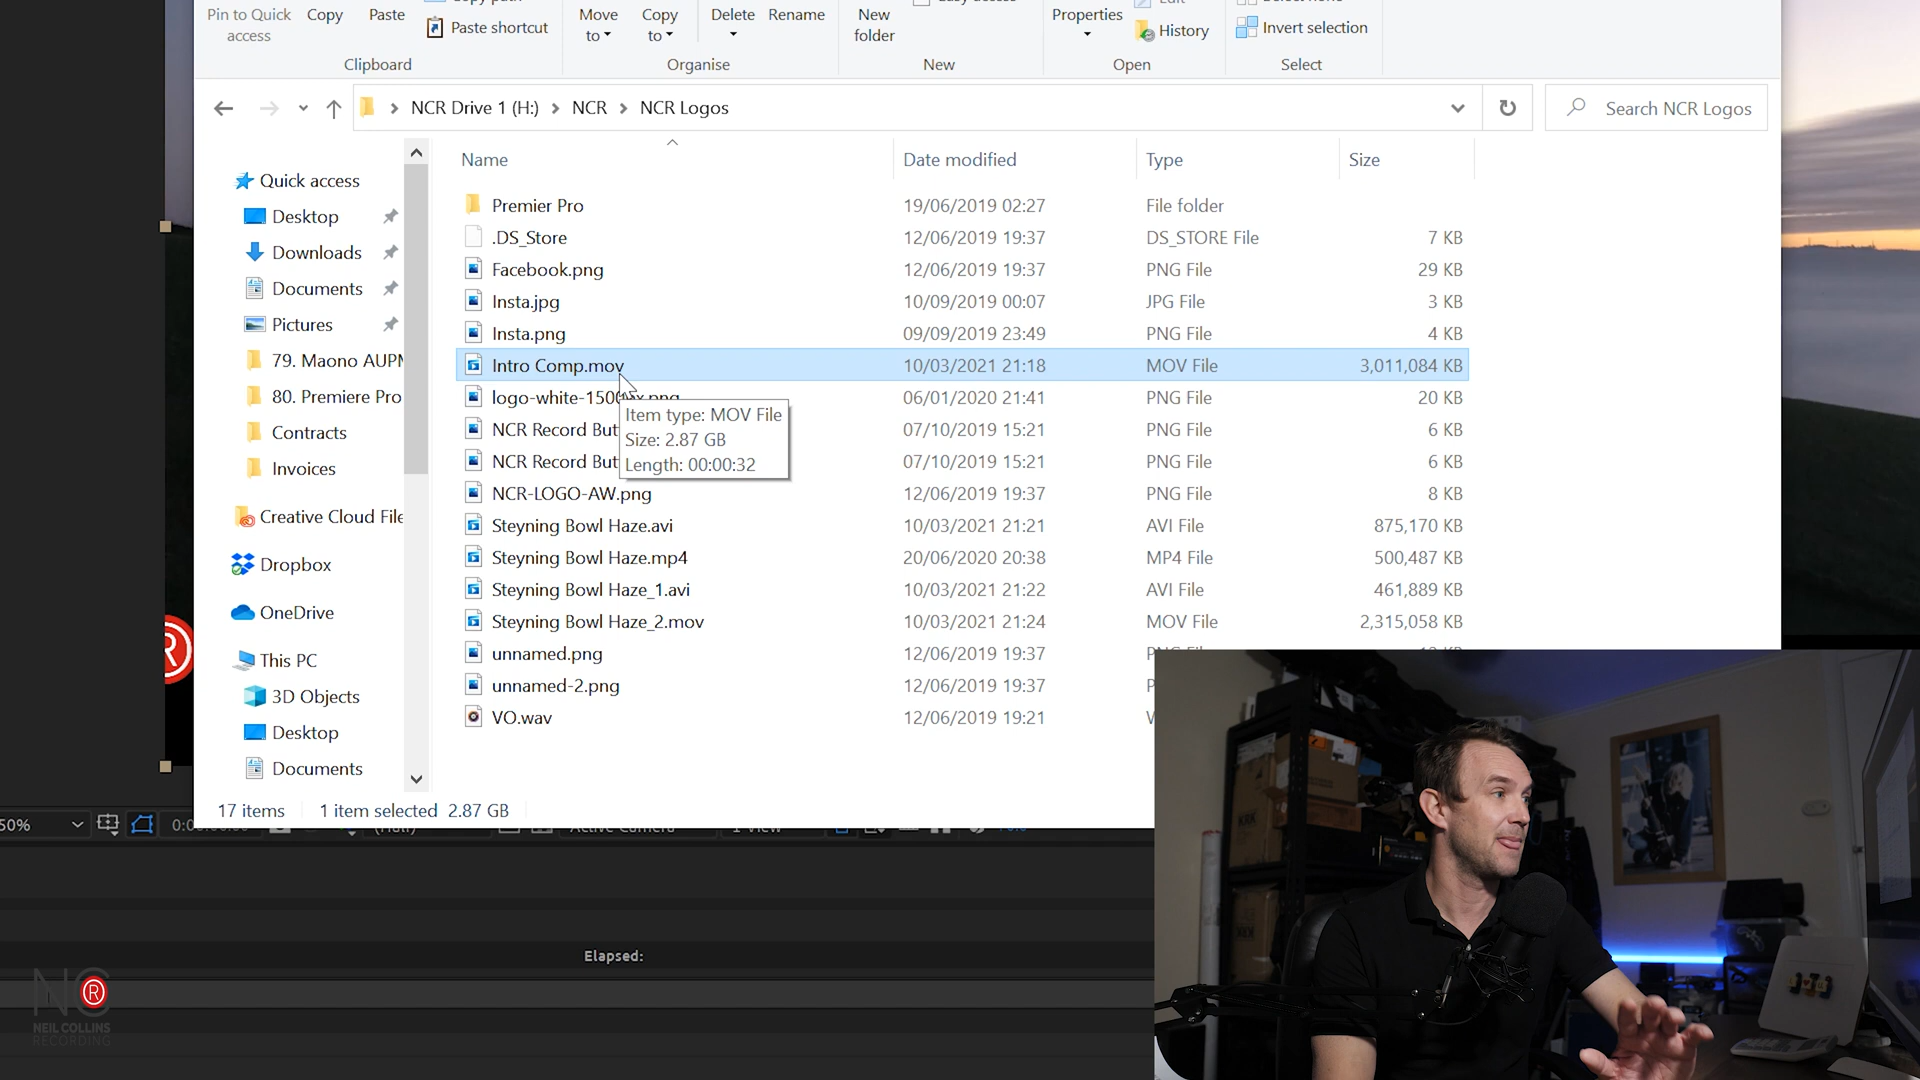 Pin to Quick access
Copy
Paste
Paste shortcut
Move to
Copy to
Delete
Rename
New folder
Properties
History
Invert selection
Clipboard
Organise
New
Open
Select
NCR Drive 1 (H:) NCR NCR Logos
Search NCR Logos
Name Date modified Type Size
Premier Pro 19/06/2019 02:27 File folder
.DS_Store 12/06/2019 19:37 DS_STORE File 7 KB
Facebook.png 12/06/2019 19:37 PNG File 29 KB
Insta.jpg 10/09/2019 00:07 JPG File 3 KB
Insta.png 09/09/2019 23:49 PNG File 4 KB
Intro Comp.mov 10/03/2021 21:18 MOV File 3,011,084 KB
logo-white-1500 06/01/2020 21:41 PNG File 20 KB
NCR Record But 07/10/2019 15:21 PNG File 6 KB
NCR Record But 07/10/2019 15:21 PNG File 6 KB
NCR-LOGO-AW.png 12/06/2019 19:37 PNG File 8 KB
Steyning Bowl Haze.avi 10/03/2021 21:21 AVI File 875,170 KB
Steyning Bowl Haze.mp4 20/06/2020 20:38 MP4 File 500,487 KB
Steyning Bowl Haze_1.avi 10/03/2021 21:22 AVI File 461,889 KB
Steyning Bowl Haze_2.mov 10/03/2021 21:24 MOV File 2,315,058 KB
unnamed.png 12/06/2019 19:37
unnamed-2.png 12/06/2019 19:37
VO.wav 12/06/2019 19:21
Item type: MOV File
Size: 2.87 GB
Length: 00:00:32
Quick access
Desktop
Downloads
Documents
Pictures
79. Maono AUPM
80. Premiere Pro
Contracts
Invoices
Creative Cloud File
Dropbox
OneDrive
This PC
3D Objects
Desktop
Documents
17 items 1 item selected 2.87 GB
50%
Elapsed:
NC®
NEIL COLLINS
RECORDING